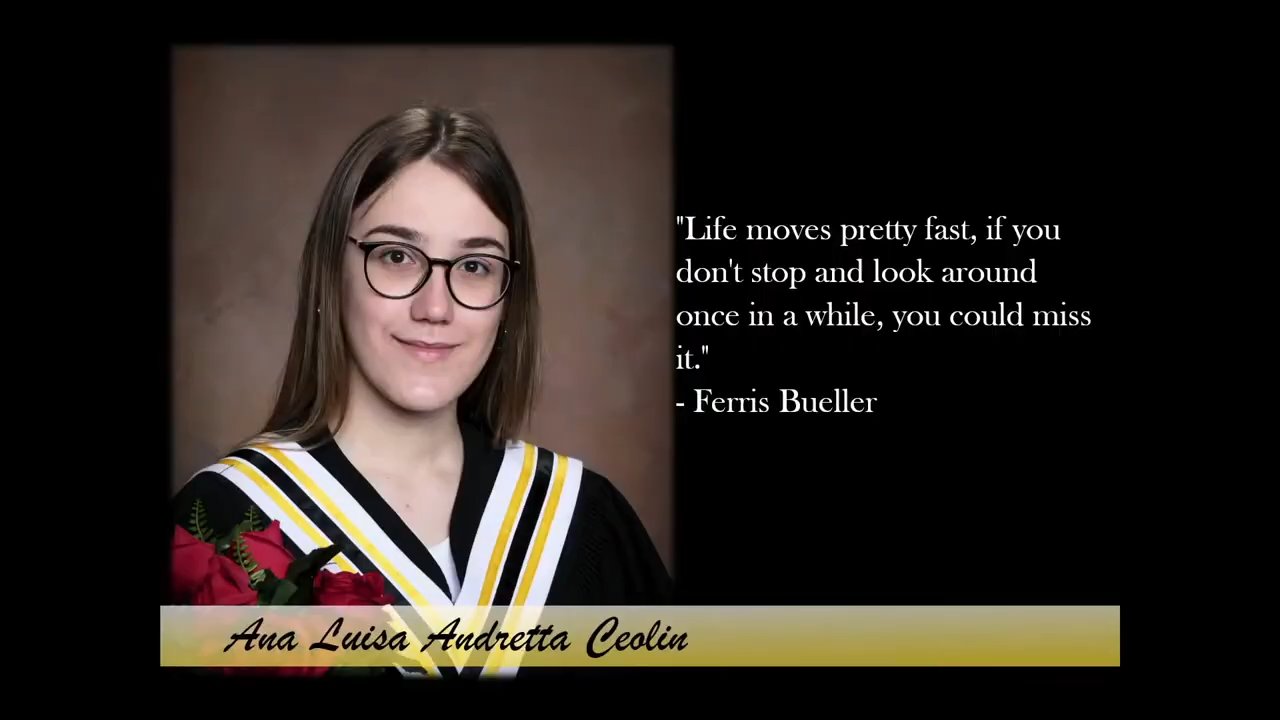 "Life moves pretty fast, if you
don't stop and look around
once in a while, you could miss
it."
- Ferris Bueller
Ana Luisa Andretta Ceolin